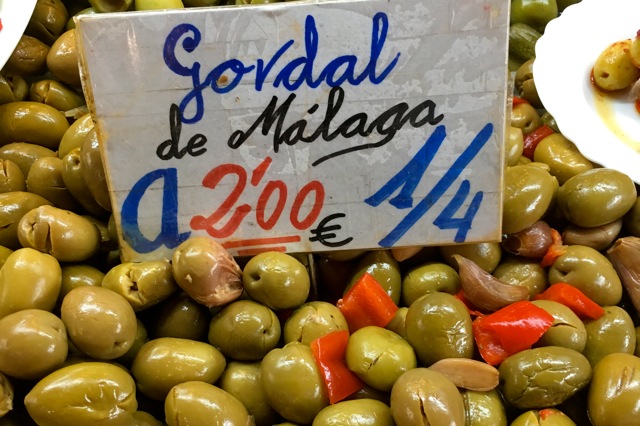 Gordal
de Málaga
a 2'00 € 1/4